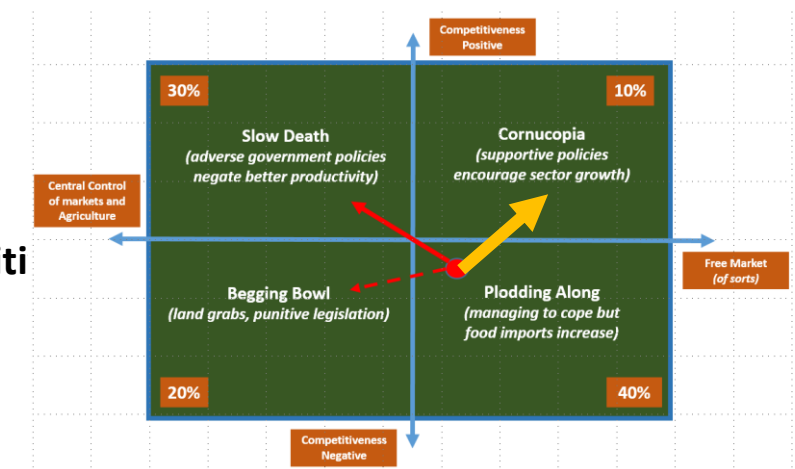 Competitiveness
Positive
30%
10%
Slow Death
(adverse government policies
negate better productivity)
Cornucopia
(supportive policies
encourage sector growth)
Central Control
of markets and
Agriculture
iti
Free Market
(of sorts)
Begging Bowl
(land grabs, punitive legislation)
Plodding Along
(managing to cope but
food imports increase)
20%
40%
Competitiveness
Negative